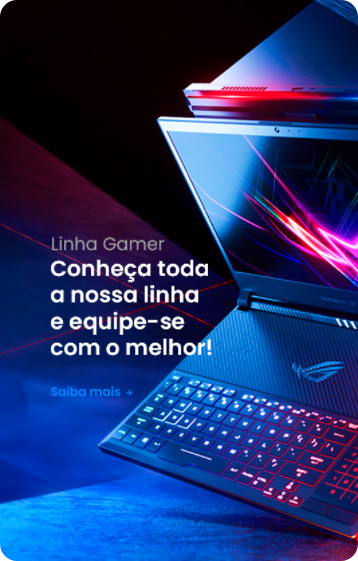 Linha Gamer
Conheça toda
a nossa linha
e equipe-se
com o melhor!
Saiba mais →